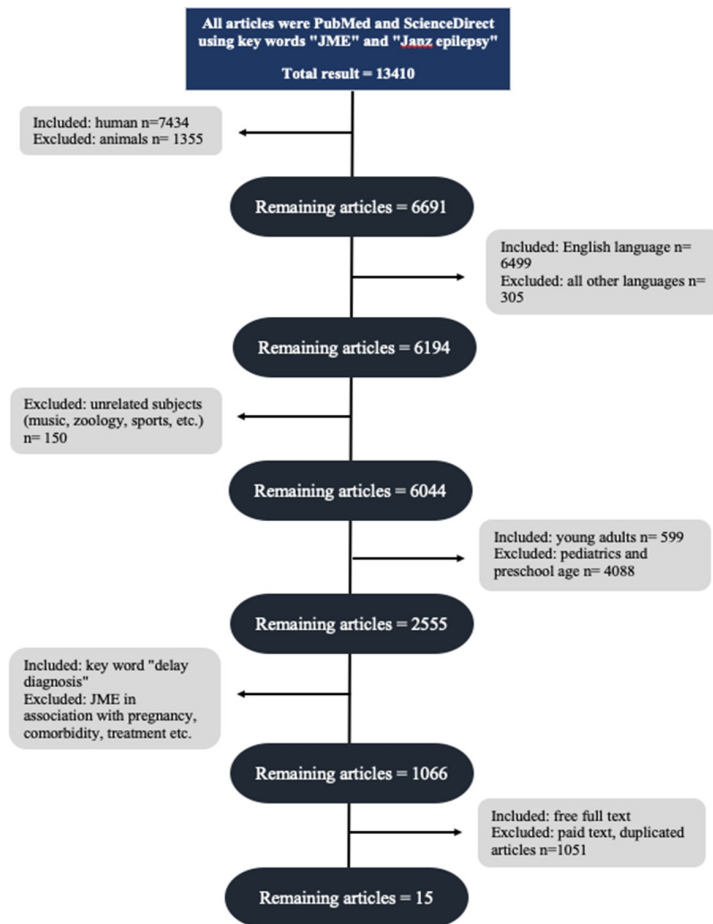 All articles were PubMed and ScienceDirect
using key words "JME" and "Janz epilepsy"
Total result = 13410
Included: human n=7434
Excluded: animals n= 1355
Remaining articles = 6691
Included: English language n=
6499
Excluded: all other languages n=
305
Remaining articles = 6194
Excluded: unrelated subjects
(music, zoology, sports, etc.)
n= 150
Remaining articles = 6044
Included: young adults n= 599
Excluded: pediatrics and
preschool age n= 4088
Remaining articles = 2555
Included: key word "delay
diagnosis"
Excluded: JME in
association with pregnancy,
comorbidity, treatment etc.
Remaining articles = 1066
Included: free full text
Excluded: paid text, duplicated
articles n=1051
Remaining articles = 15